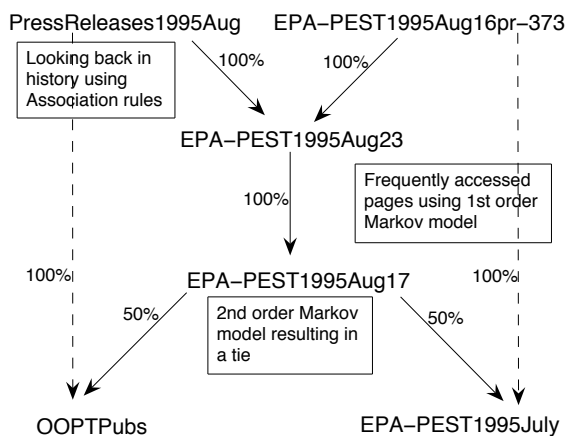 PressReleases1995Aug
EPA−PEST1995Aug16pr−373
Looking back in
history using
Association rules
100%
100%
EPA−PEST1995Aug23
100%
Frequently accessed
pages using 1st order
Markov model
100%
100%
EPA−PEST1995Aug17
50%
2nd order Markov
model resulting in
a tie
50%
OOPTPubs
EPA−PEST1995July